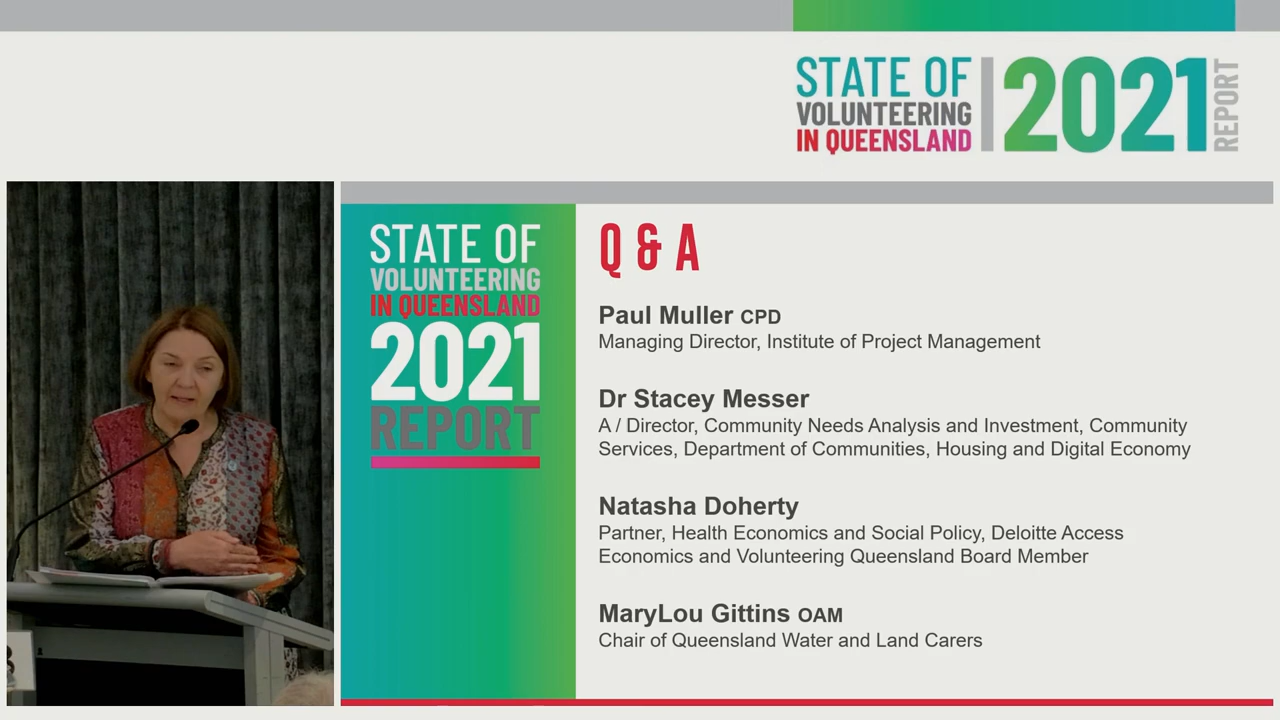 STATE OF
VOLUNTEERING
IN QUEENSLAND
2021
REPORT
STATE OF
VOLUNTEERING
IN QUEENSLAND
2021
REPORT
Q & A
Paul Muller CPD
Managing Director, Institute of Project Management
Dr Stacey Messer
A / Director, Community Needs Analysis and Investment, Community
Services, Department of Communities, Housing and Digital Economy
Natasha Doherty
Partner, Health Economics and Social Policy, Deloitte Access
Economics and Volunteering Queensland Board Member
MaryLou Gittins OAM
Chair of Queensland Water and Land Carers